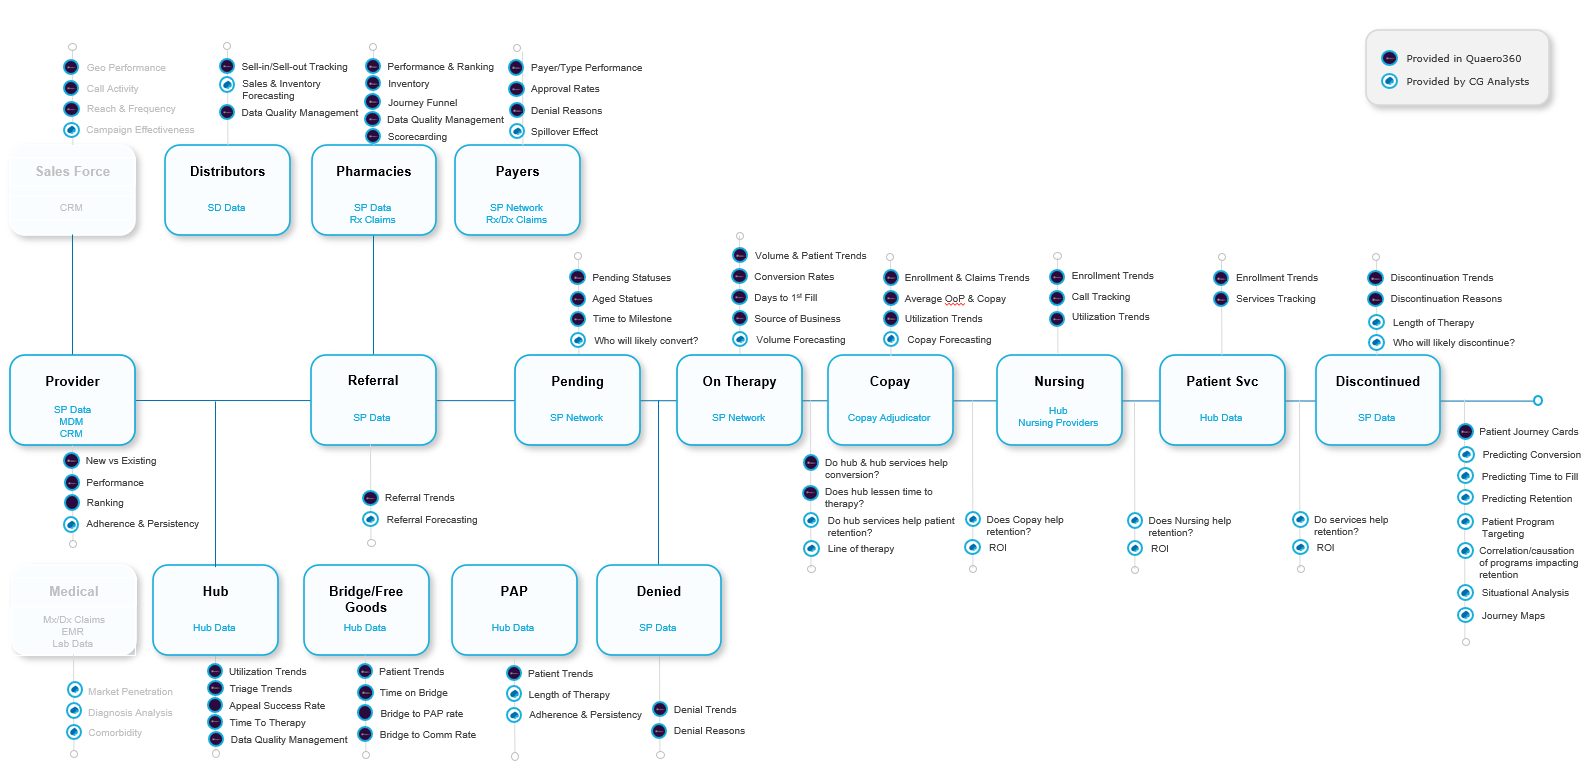 Provided in Quaero360
Provided by CG Analysts
Geo Performance
Call Activity
Reach & Frequency
Campaign Effectiveness
Sell-in/Sell-out Tracking
Sales & Inventory
Forecasting
Data Quality Management
Performance & Ranking
Inventory
Journey Funnel
Data Quality Management
Scorecarding
Payer/Type Performance
Approval Rates
Denial Reasons
Spillover Effect
Sales Force
CRM
Distributors
SD Data
Pharmacies
SP Data
Rx Claims
Payers
SP Network
Rx/Dx Claims
Pending Statuses
Aged Statues
Time to Milestone
Who will likely convert?
Volume & Patient Trends
Conversion Rates
Days to 1st Fill
Source of Business
Volume Forecasting
Enrollment & Claims Trends
Average OoP & Copay
Utilization Trends
Copay Forecasting
Enrollment Trends
Call Tracking
Utilization Trends
Enrollment Trends
Services Tracking
Discontinuation Trends
Discontinuation Reasons
Length of Therapy
Who will likely discontinue?
Provider
SP Data
MDM
CRM
Referral
SP Data
Pending
SP Network
On Therapy
SP Network
Copay
Copay Adjudicator
Nursing
Hub
Nursing Providers
Patient Svc
Hub Data
Discontinued
SP Data
New vs Existing
Performance
Ranking
Adherence & Persistency
Referral Trends
Referral Forecasting
Do hub & hub services help
conversion?
Does hub lessen time to
therapy?
Do hub services help patient
retention?
Line of therapy
Does Copay help
retention?
ROI
Does Nursing help
retention?
ROI
Do services help
retention?
ROI
Patient Journey Cards
Predicting Conversion
Predicting Time to Fill
Predicting Retention
Patient Program
Targeting
Correlation/causation
of programs impacting
retention
Situational Analysis
Journey Maps
Medical
Mx/Dx Claims
EMR
Lab Data
Hub
Hub Data
Bridge/Free
Goods
Hub Data
PAP
Hub Data
Denied
SP Data
Market Penetration
Diagnosis Analysis
Comorbidity
Utilization Trends
Triage Trends
Appeal Success Rate
Time To Therapy
Data Quality Management
Patient Trends
Time on Bridge
Bridge to PAP rate
Bridge to Comm Rate
Patient Trends
Length of Therapy
Adherence & Persistency
Denial Trends
Denial Reasons